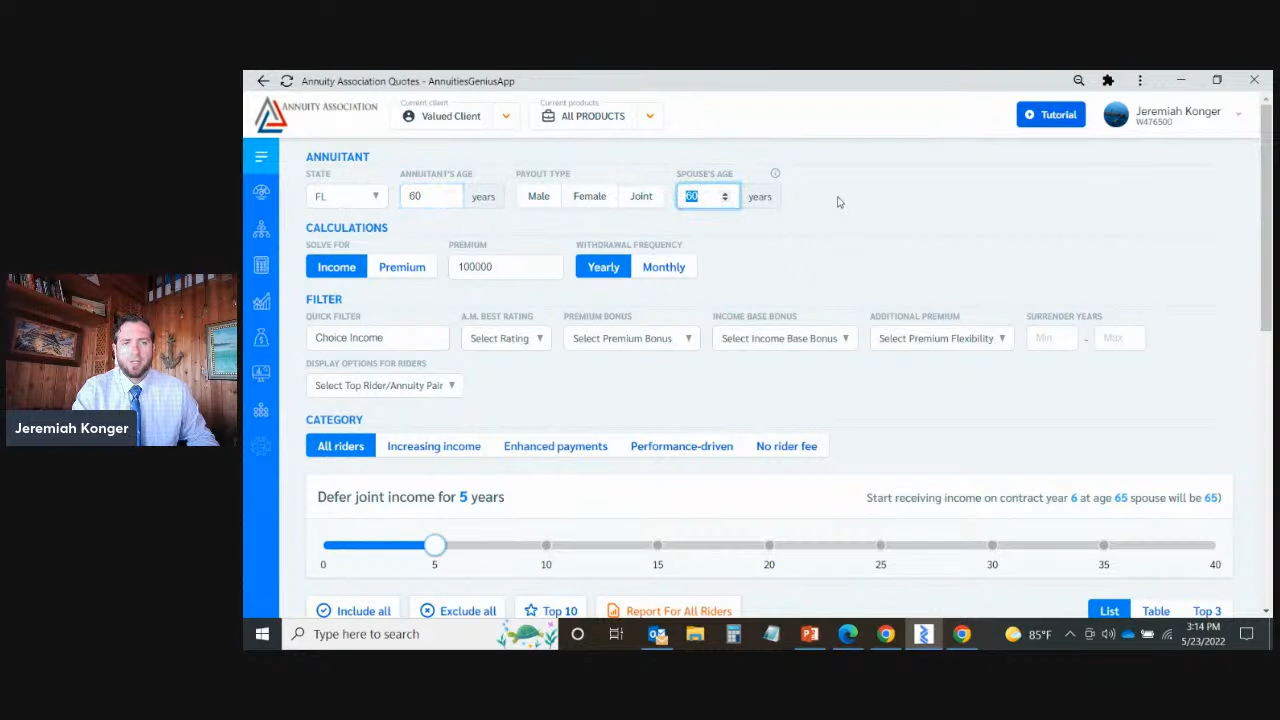 Annuity Association Quotes - AnnuitiesGeniusApp
ANNUITY ASSOCIATION
Current client
Valued Client
Current products
All PRODUCTS
Tutorial
Jeremiah Konger
W476500
ANNUITANT
STATE ANNUITANT'S AGE PAYOUT TYPE SPOUSE'S AGE
FL 60 years Male Female Joint 60 years
CALCULATIONS
SOLVE FOR PREMIUM WITHDRAWAL FREQUENCY
Income Premium 100000 Yearly Monthly
FILTER
QUICK FILTER A.M. BEST RATING PREMIUM BONUS INCOME BASE BONUS ADDITIONAL PREMIUM SURRENDER YEARS
Choice Income Select Rating Select Premium Bonus Select Income Base Bonus Select Premium Flexibility Min - Max
DISPLAY OPTIONS FOR RIDERS
Select Top Rider/Annuity Pair
CATEGORY
All riders Increasing income Enhanced payments Performance-driven No rider fee
Defer joint income for 5 years Start receiving income on contract year 6 at age 65 spouse will be 65)
0 5 10 15 20 25 30 35 40
Include all Exclude all Top 10 Report For All Riders List Table Top 3
Type here to search 85°F 3:14 PM
5/23/2022
Jeremiah Konger